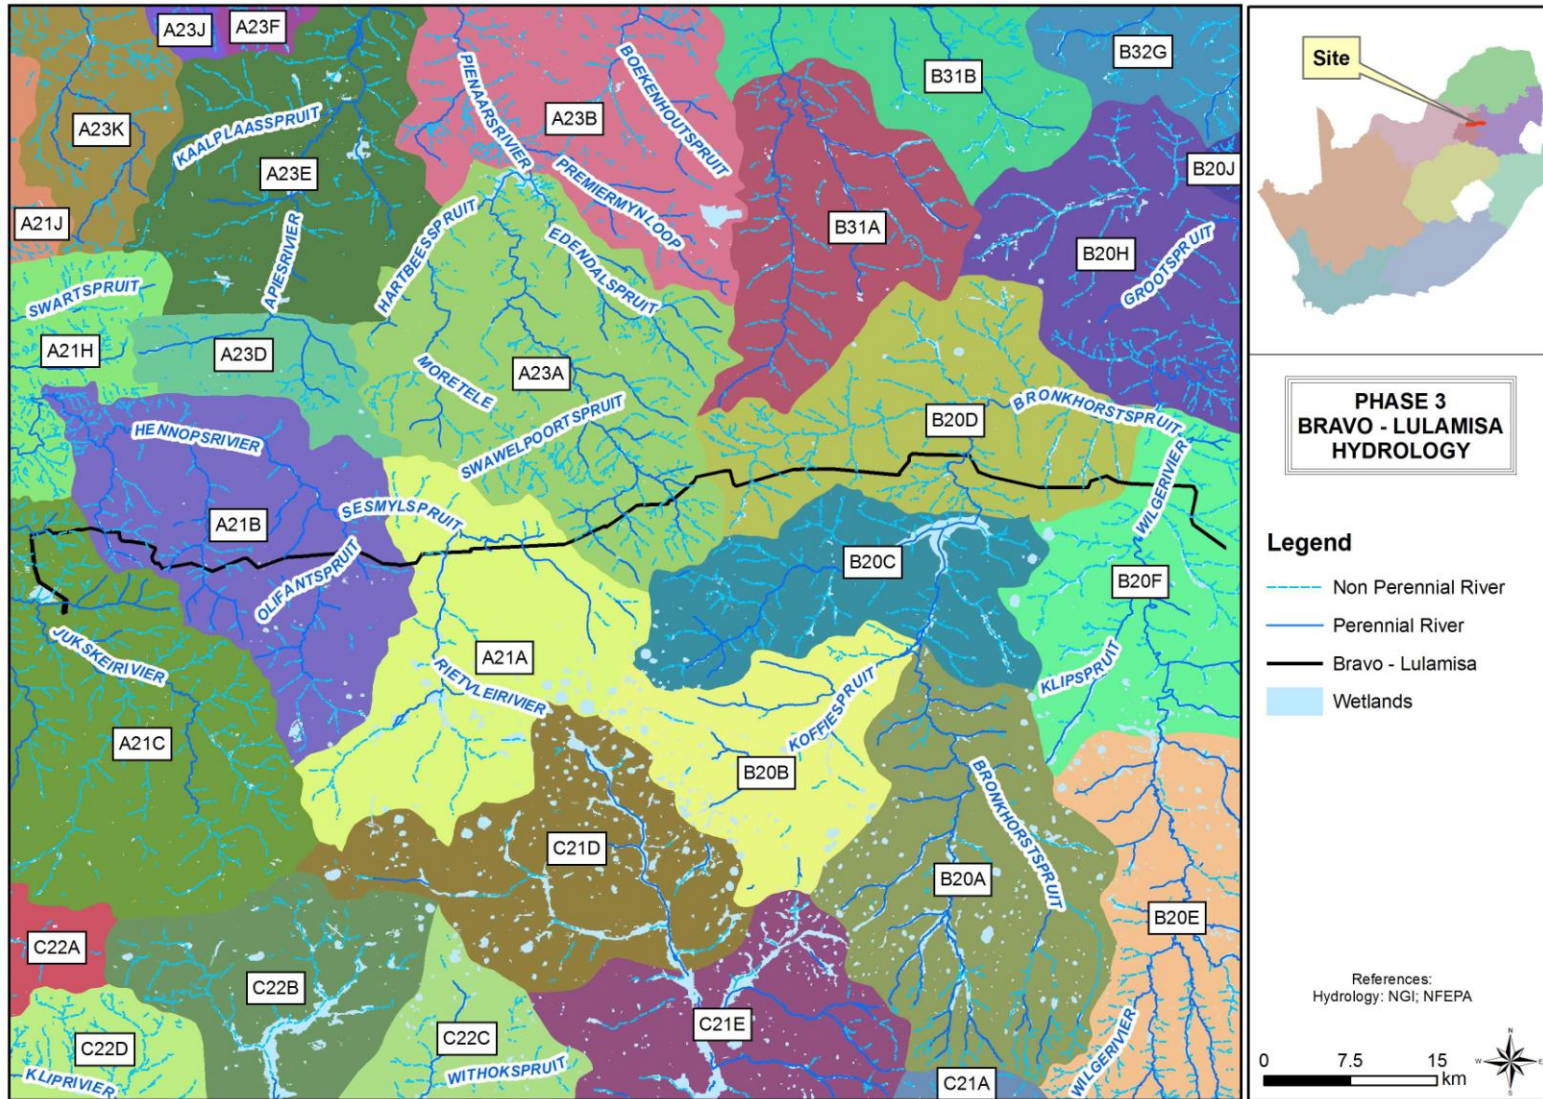 A23J
A23F
B32G
B31B
PIENAARSRIVIER
BOEKENHOUTSPRUIT
A23K
A23B
KAALPLAASSPRUIT
A23E
PREMIERMYNLOOP
B20J
A21J
B31A
B20H
HARTBEESSPRUIT
EDENDALSPRUIT
GROOTSPRUIT
SWARTSPRUIT
APIESRIVIER
A21H
A23D
A23A
MORETELE
BRONKHORSTSPRUIT
B20D
HENNOPSRIVIER
SWAWELPOORTSPRUIT
WILGERIVIER
SESMYLSPRUIT
A21B
OLIFANTSPRUIT
B20C
B20F
JUKSKEIRIVIER
A21A
RIETVLEIRIVIER
KLIPSPRUIT
KOFFIESPRUIT
A21C
B20B
BRONKHORSTSPRUIT
C21D
B20A
B20E
C22A
C22B
C22C
C21E
C22D
KLIPRIVIER
WITHOKSPRUIT
C21A
WILGERIVIER
Site
PHASE 3
BRAVO - LULAMISA
HYDROLOGY
Legend
Non Perennial River
Perennial River
Bravo - Lulamisa
Wetlands
References:
Hydrology: NGI; NFEPA
0 7.5 15
km
N
W E
S